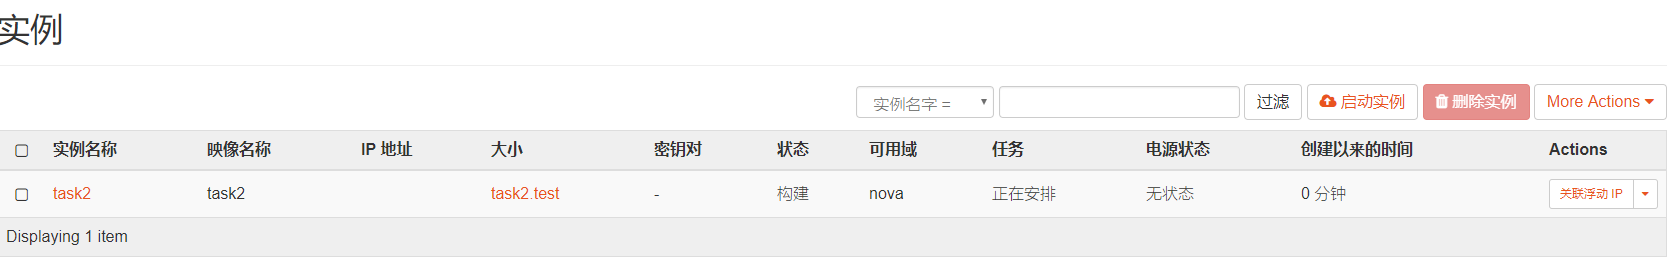 实例
实例名字 = 过滤 启动实例 删除实例 More Actions
实例名称 映像名称 IP 地址 大小 密钥对 状态 可用域 任务 电源状态 创建以来的时间 Actions
task2 task2 task2.test - 构建 nova 正在安排 无状态 0 分钟 关联浮动 IP
Displaying 1 item